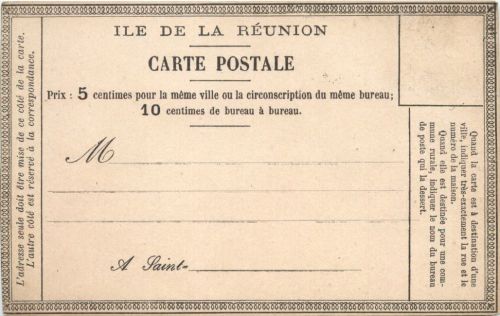 ILE DE LA RÉUNION
CARTE POSTALE
Prix : 5 centimes pour la même ville ou la circonscription du même bureau;
10 centimes de bureau à bureau.
M
A Saint-
L'adresse seule doit être mise de ce côté de la carte.
L'autre côté est réservé à la correspondance.
Quand la carte est à destination d'une
ville, indiquer très-exactement la rue et le
numéro de la maison.
Quand elle est destinée pour une com-
mune rurale, indiquer le nom du bureau
de poste qui la dessert.